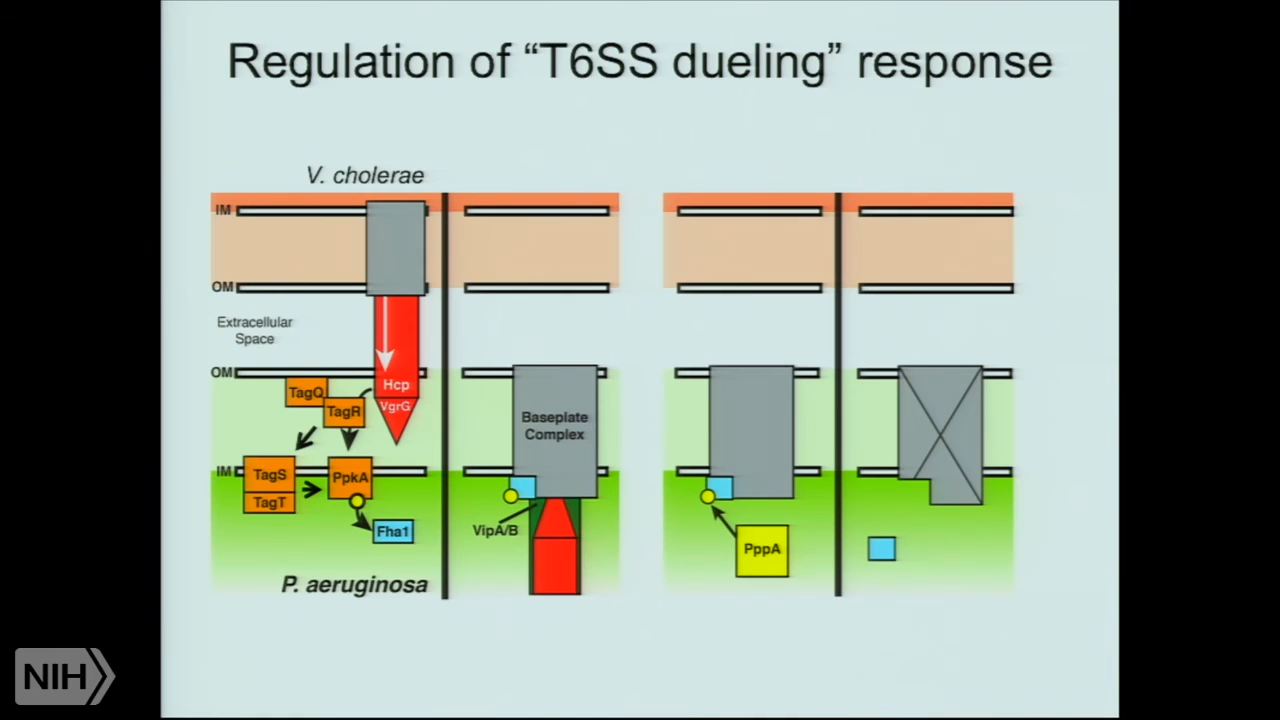 Regulation of “T6SS dueling” response
V. cholerae
IM
OM
Extracellular
Space
OM
Hcp
VgrG
TagQ
TagR
IM
TagS
PpkA
TagT
Fha1
P. aeruginosa
Baseplate
Complex
VipA/B
PppA
NIH